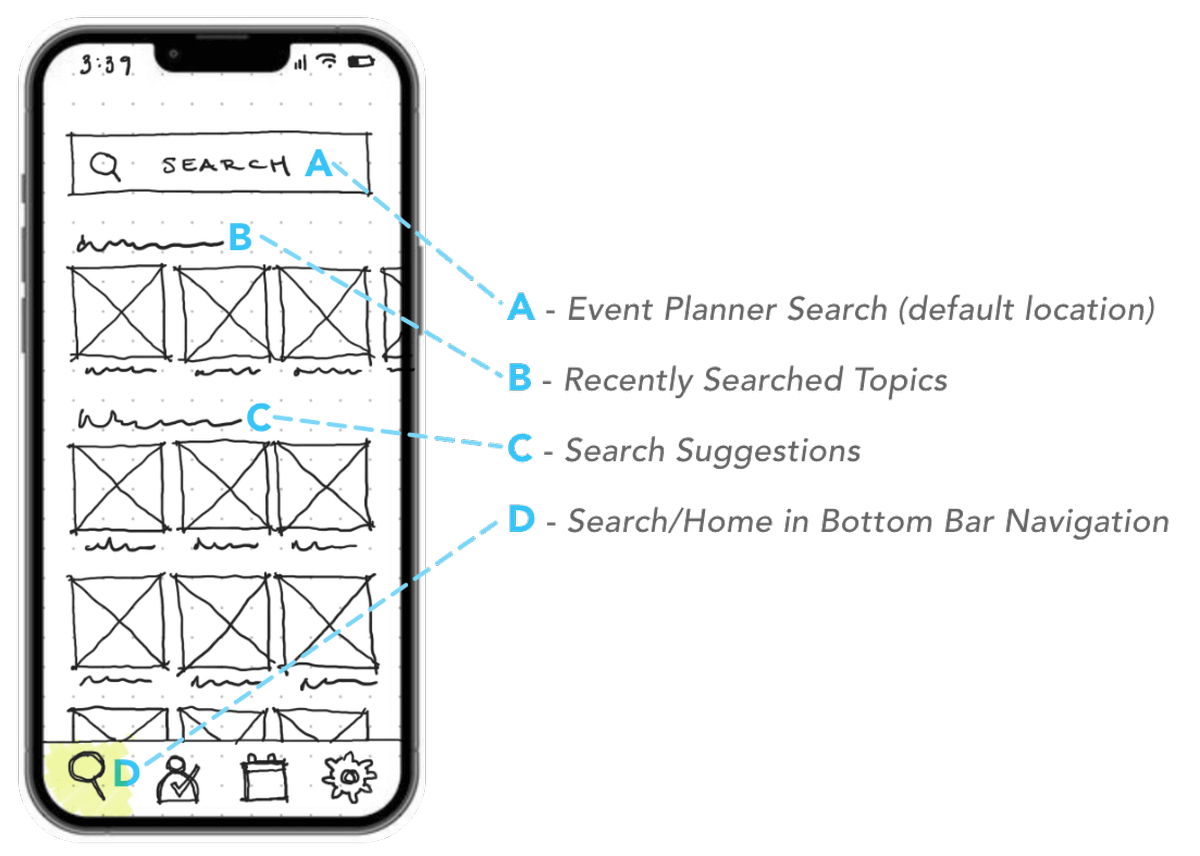 3:39
SEARCH A
B
C
D
A - Event Planner Search (default location)
B - Recently Searched Topics
C - Search Suggestions
D - Search/Home in Bottom Bar Navigation